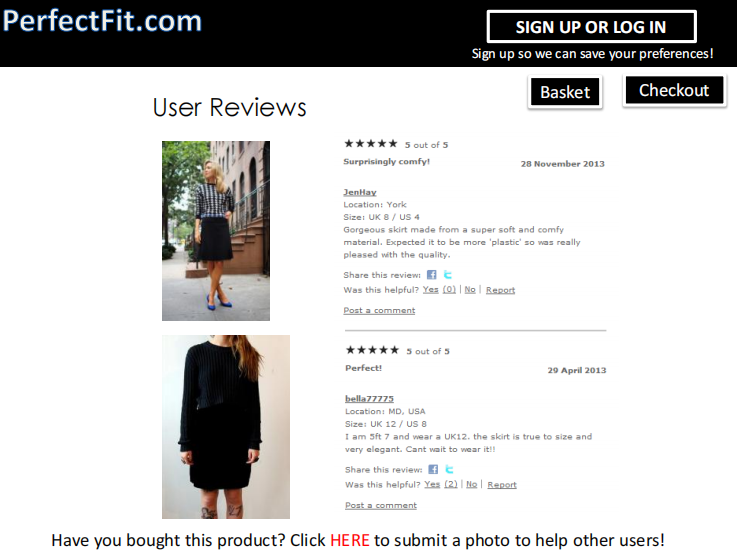 PerfectFit.com
SIGN UP OR LOG IN
Sign up so we can save your preferences!
Basket
Checkout
User Reviews
★★★★★ 5 out of 5
Surprisingly comfy!
28 November 2013
JenHay
Location: York
Size: UK 8 / US 4
Gorgeous skirt made from a super soft and comfy
material. Expected it to be more 'plastic' so was really
pleased with the quality.
Share this review:
Was this helpful? Yes (0) | No | Report
Post a comment
★★★★★ 5 out of 5
Perfect!
29 April 2013
bella77775
Location: MD, USA
Size: UK 12 / US 8
I am 5ft 7 and wear a UK12. the skirt is true to size and
very elegant. Cant wait to wear it!!
Share this review:
Was this helpful? Yes (2) | No | Report
Post a comment
Have you bought this product? Click HERE to submit a photo to help other users!